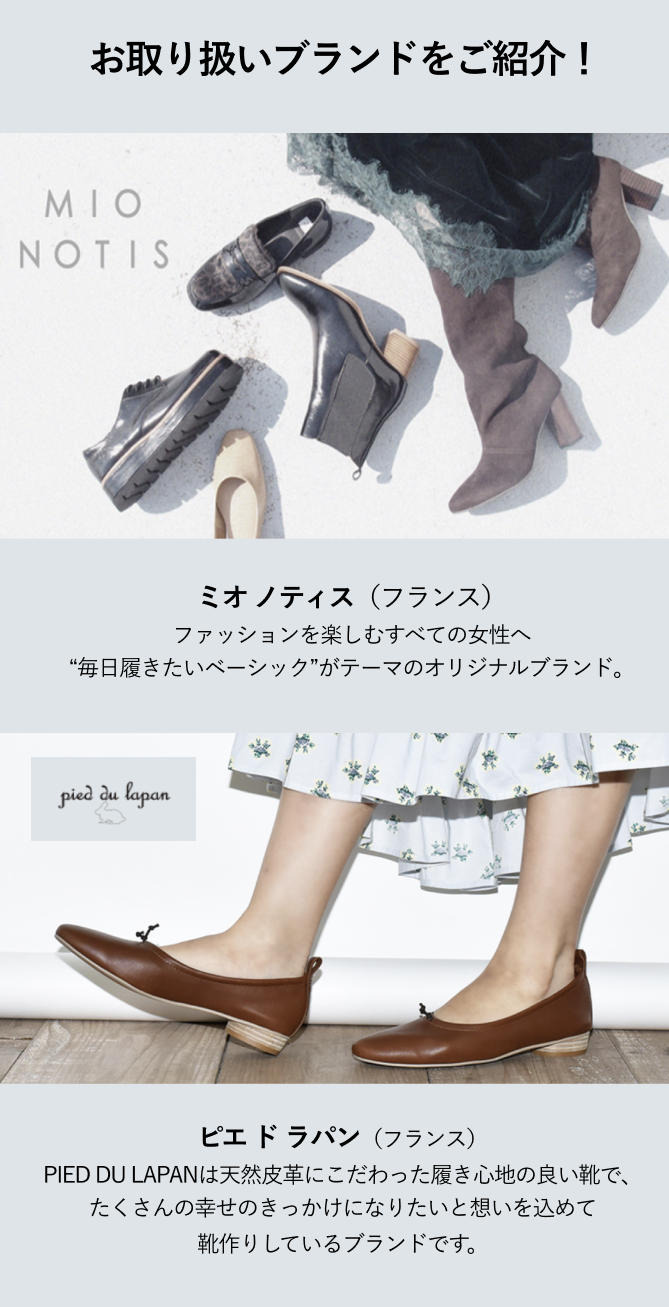 お取り扱いブランドをご紹介！
MIO
NOTIS
ミオ ノティス（フランス）
ファッションを楽しむすべての女性へ
“毎日履きたいベーシック”がテーマのオリジナルブランド。
pied du lapan
ピエ ド ラパン（フランス）
PIED DU LAPANは天然皮革にこだわった履き心地の良い靴で、
たくさんの幸せのきっかけになりたいと想いを込めて
靴作りしているブランドです。